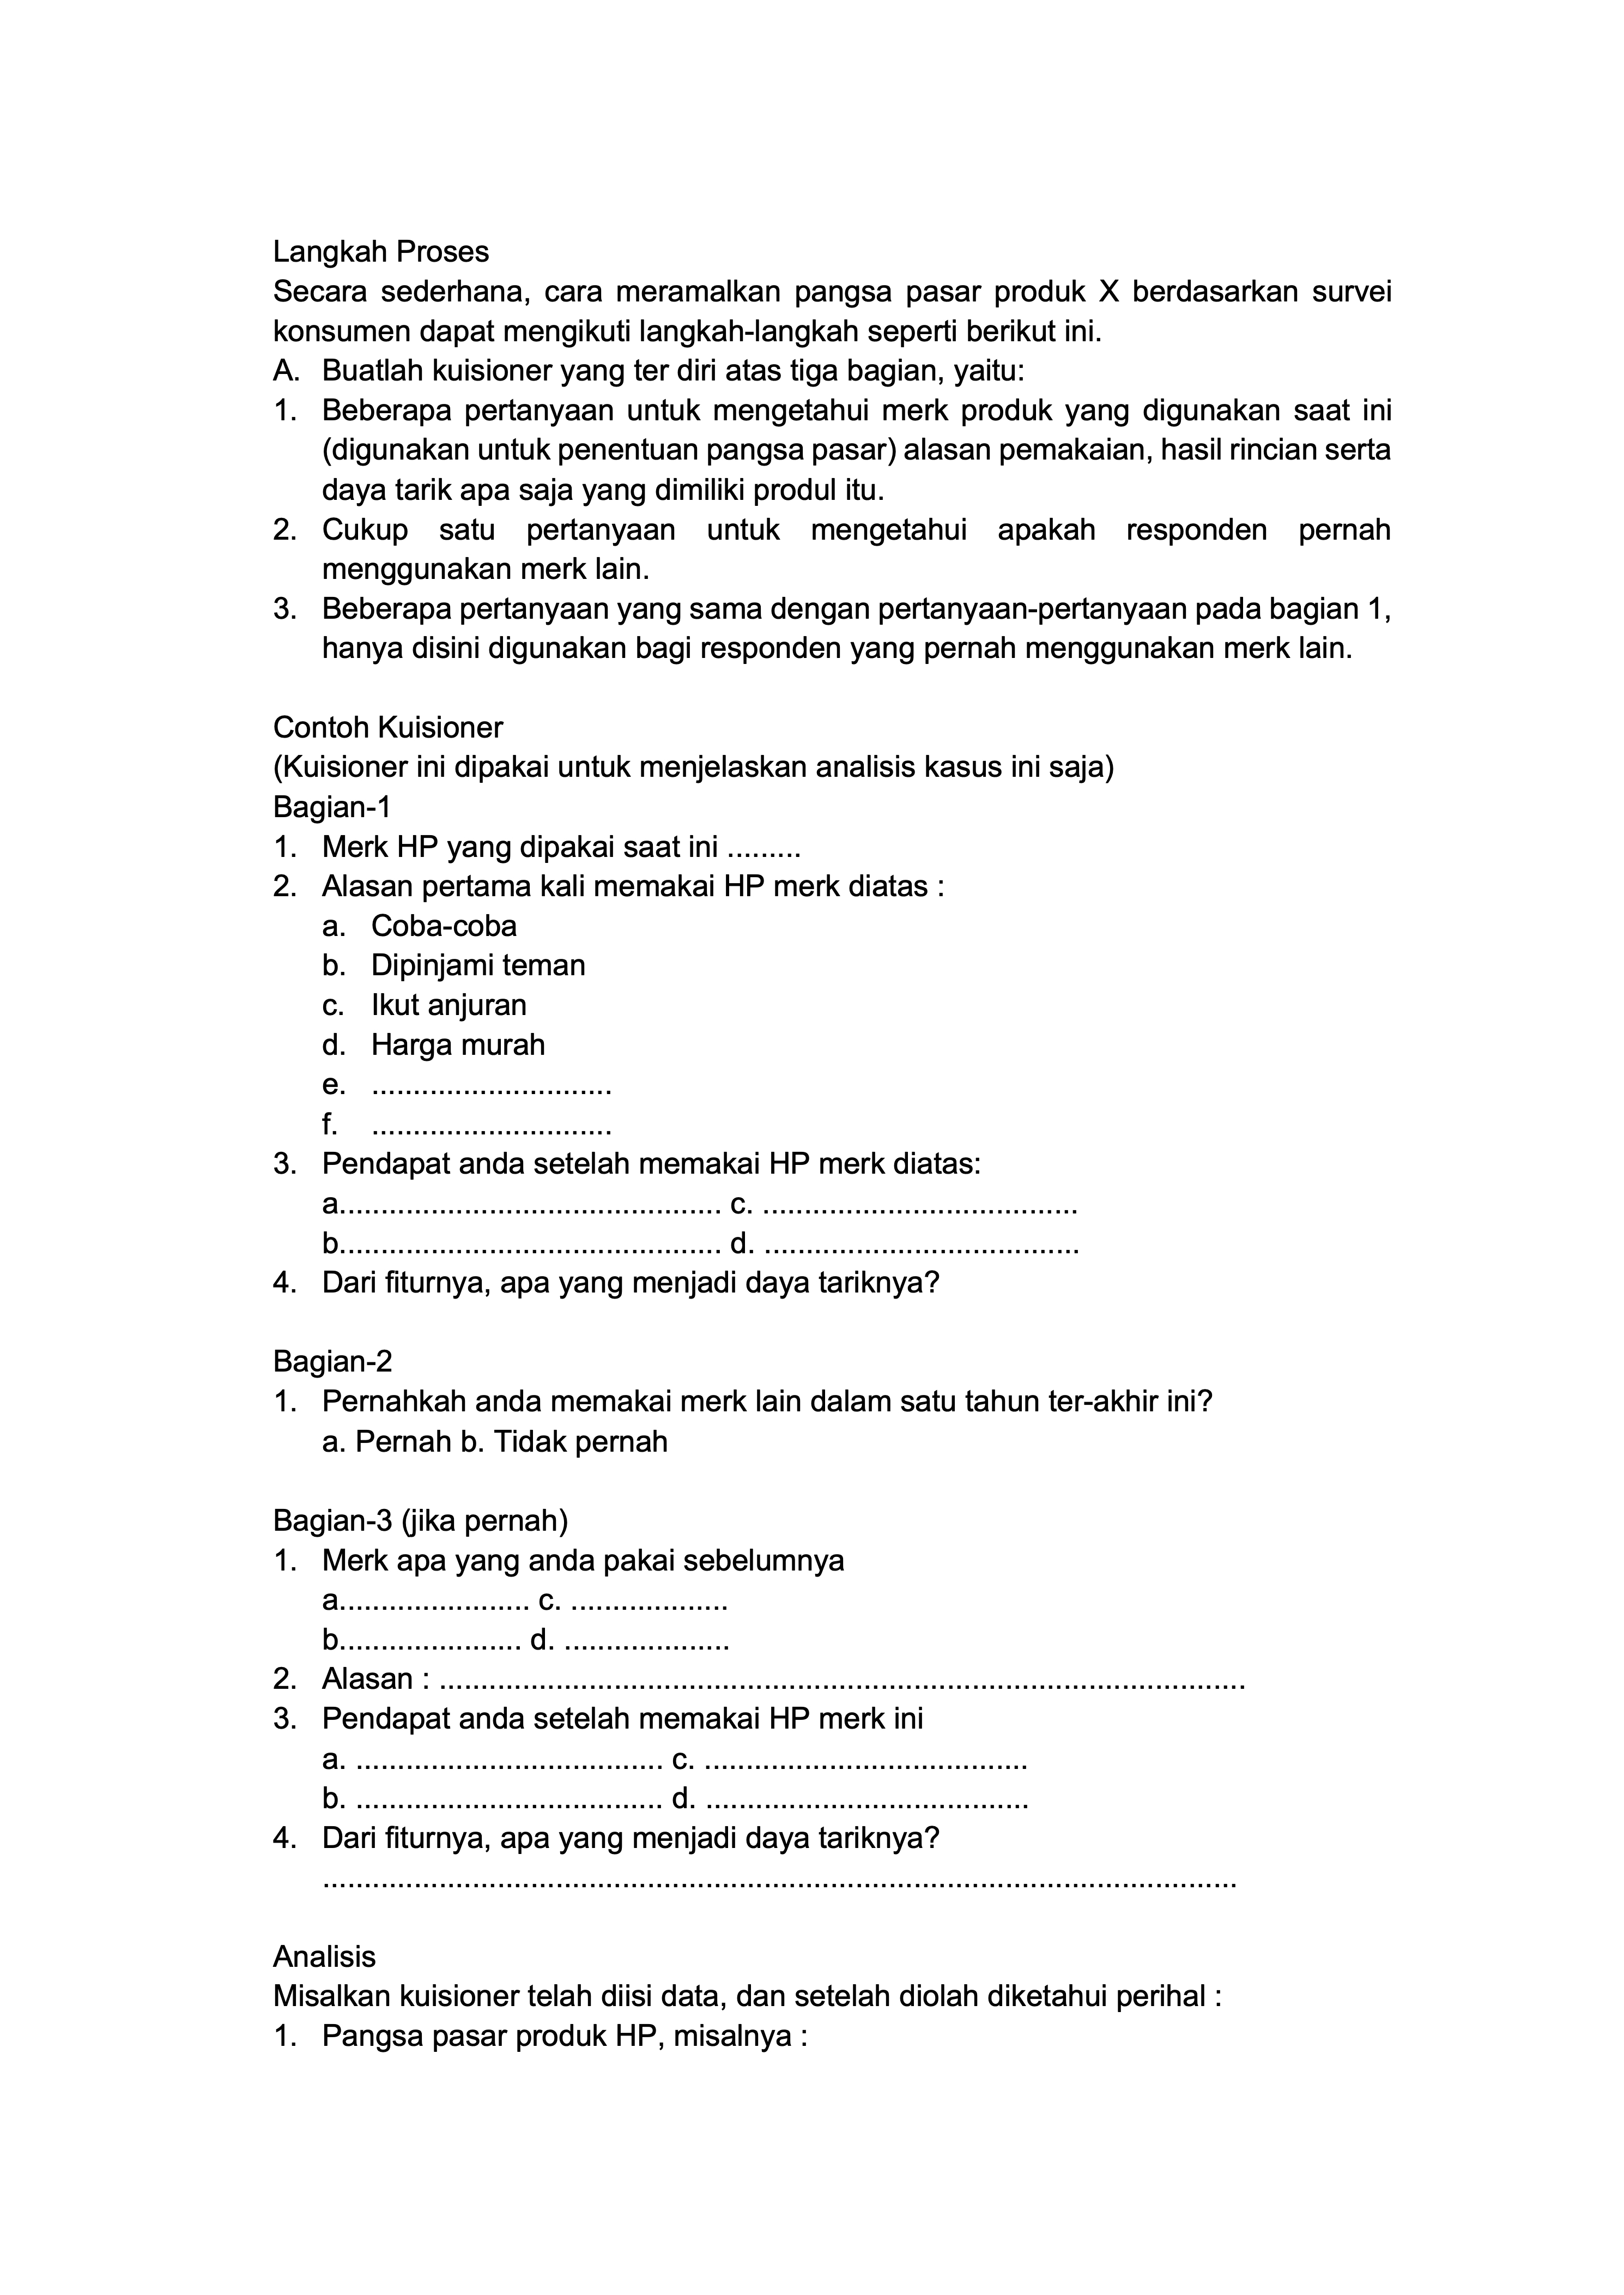 Langkah Proses
Secara sederhana, cara meramalkan pangsa pasar produk X berdasarkan survei
konsumen dapat mengikuti langkah-langkah seperti berikut ini.
A. Buatlah kuisioner yang ter diri atas tiga bagian, yaitu:
1. Beberapa pertanyaan untuk mengetahui merk produk yang digunakan saat ini
(digunakan untuk penentuan pangsa pasar) alasan pemakaian, hasil rincian serta
daya tarik apa saja yang dimiliki produl itu.
2. Cukup satu pertanyaan untuk mengetahui apakah responden pernah
menggunakan merk lain.
3. Beberapa pertanyaan yang sama dengan pertanyaan-pertanyaan pada bagian 1,
hanya disini digunakan bagi responden yang pernah menggunakan merk lain.
Contoh Kuisioner
(Kuisioner ini dipakai untuk menjelaskan analisis kasus ini saja)
Bagian-1
1. Merk HP yang dipakai saat ini .........
2. Alasan pertama kali memakai HP merk diatas :
a. Coba-coba
b. Dipinjami teman
c. Ikut anjuran
d. Harga murah
e. .............................
f. .............................
3. Pendapat anda setelah memakai HP merk diatas:
a.............................................. c. ......................................
b.............................................. d. ......................................
4. Dari fiturnya, apa yang menjadi daya tariknya?
Bagian-2
1. Pernahkah anda memakai merk lain dalam satu tahun ter-akhir ini?
a. Pernah b. Tidak pernah
Bagian-3 (jika pernah)
1. Merk apa yang anda pakai sebelumnya
a....................... c. ...................
b...................... d. ....................
2. Alasan : .................................................................................................
3. Pendapat anda setelah memakai HP merk ini
a. ..................................... c. .......................................
b. ..................................... d. .......................................
4. Dari fiturnya, apa yang menjadi daya tariknya?
..............................................................................................................
Analisis
Misalkan kuisioner telah diisi data, dan setelah diolah diketahui perihal :
1. Pangsa pasar produk HP, misalnya :